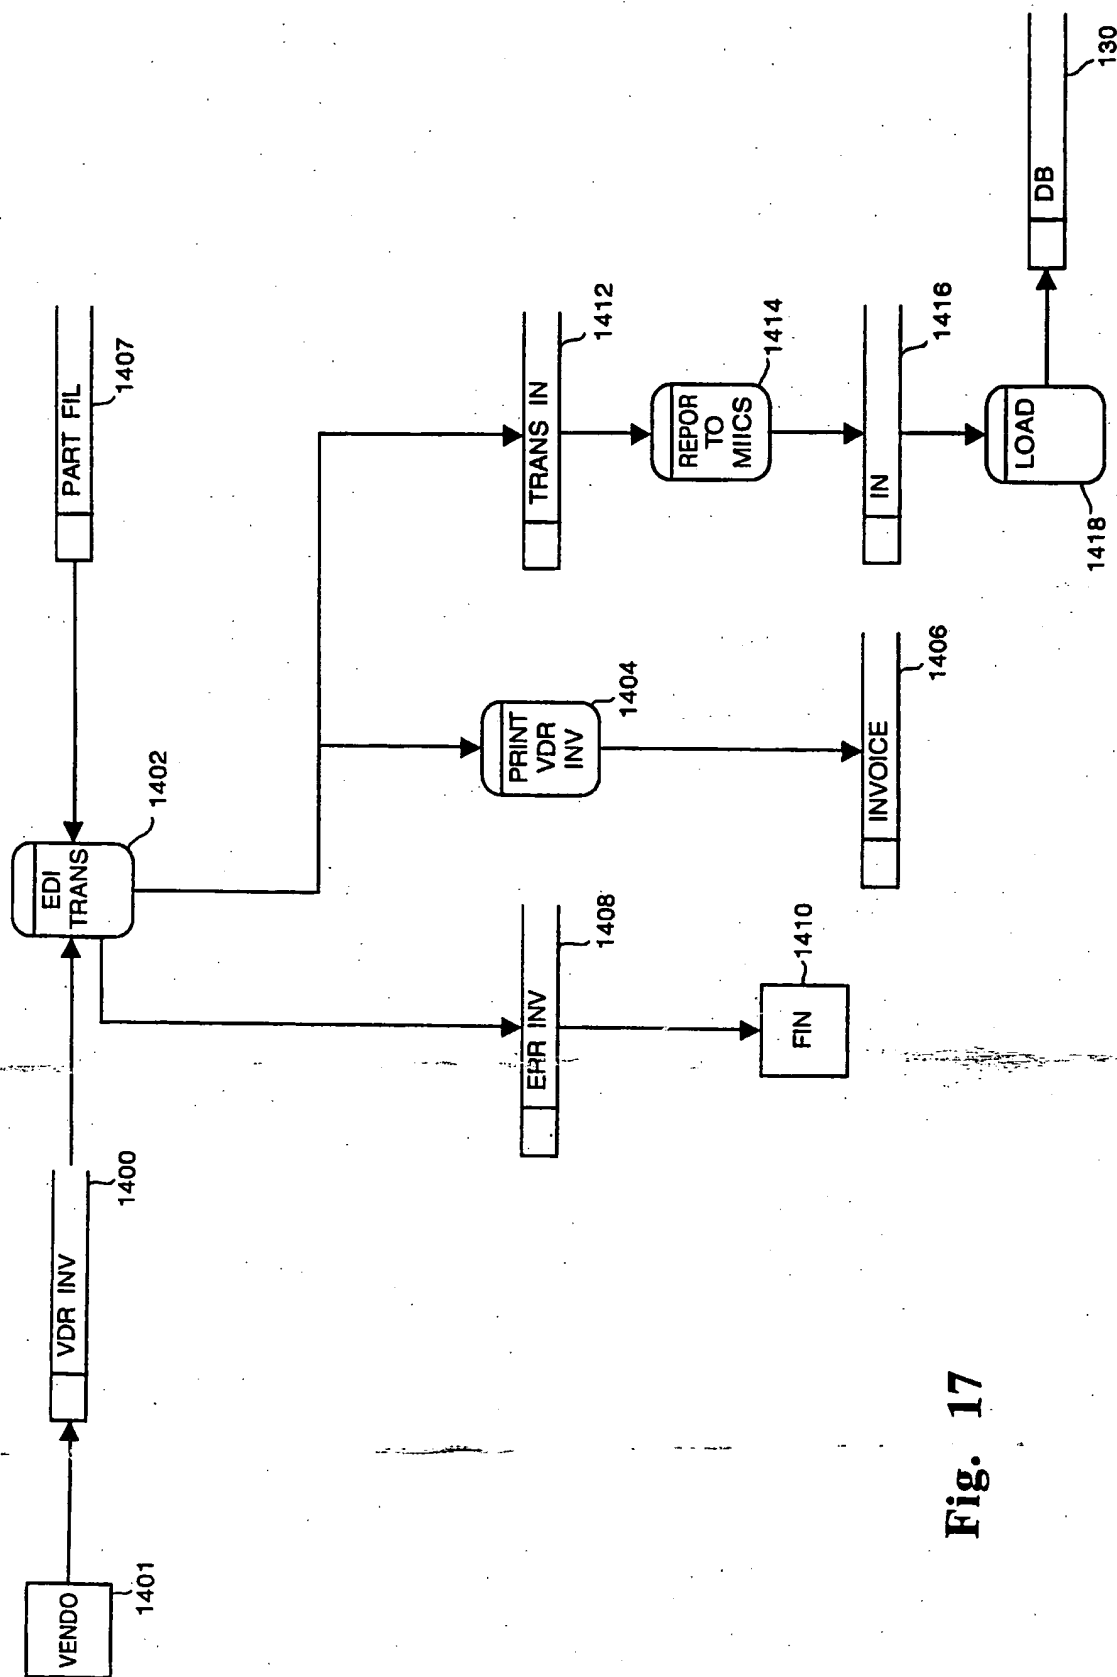 VENDO
1401
VDR INV
1400
EDI
TRANS
1402
PART FIL
1407
ERR INV
1408
FIN
1410
PRINT
VDR
INV
1404
INVOICE
1406
TRANS IN
1412
REPOR
TO
MIICS
1414
IN
1416
LOAD
1418
DB
130
Fig. 17